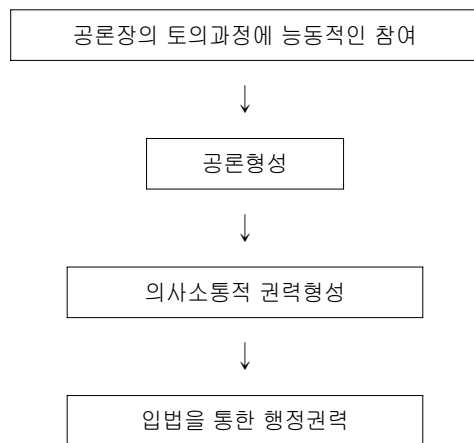 공론장의 토의과정에 능동적인 참여
↓
공론형성
↓
의사소통적 권력형성
↓
입법을 통한 행정권력